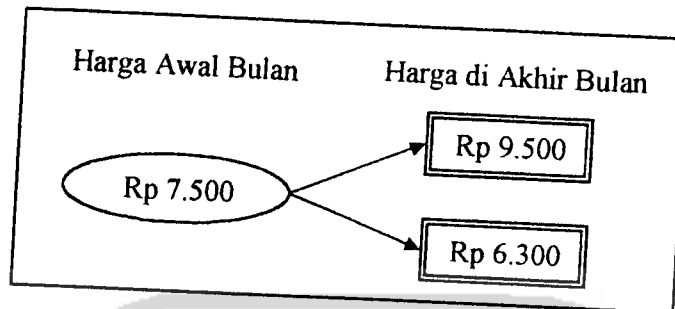 Harga Awal Bulan
Harga di Akhir Bulan
Rp 9.500
Rp 7.500
Rp 6.300